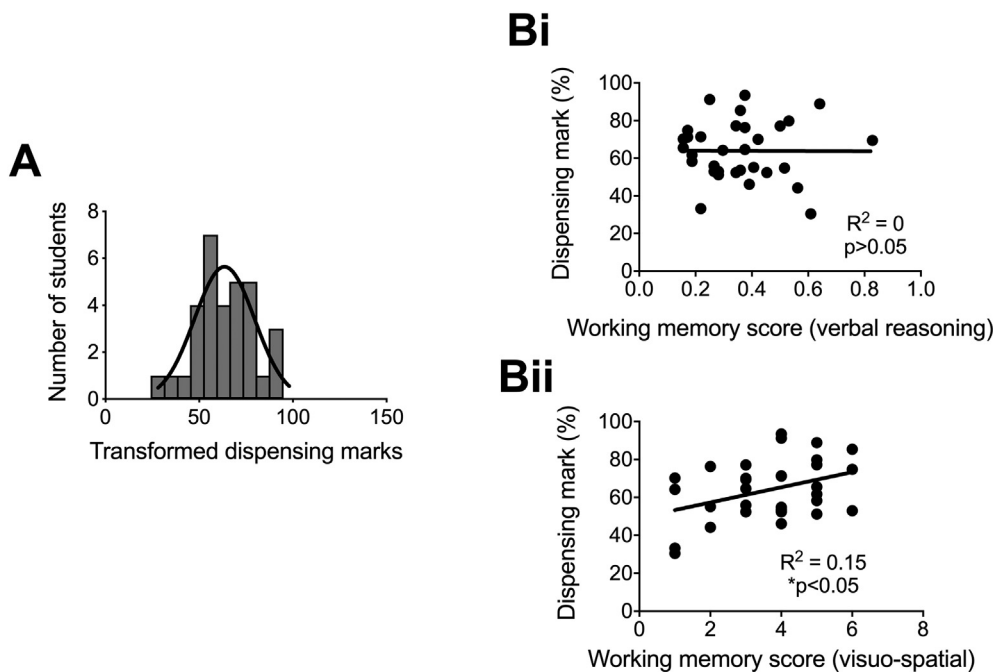 A
Number of students
8
6
4
2
0
0 50 100 150
Transformed dispensing marks
Bi
Dispensing mark (%)
100
80
60
40
20
0
R² = 0
p>0.05
0.0 0.2 0.4 0.6 0.8 1.0
Working memory score (verbal reasoning)
Bii
Dispensing mark (%)
100
80
60
40
20
0
R² = 0.15
*p<0.05
0 2 4 6 8
Working memory score (visuo-spatial)